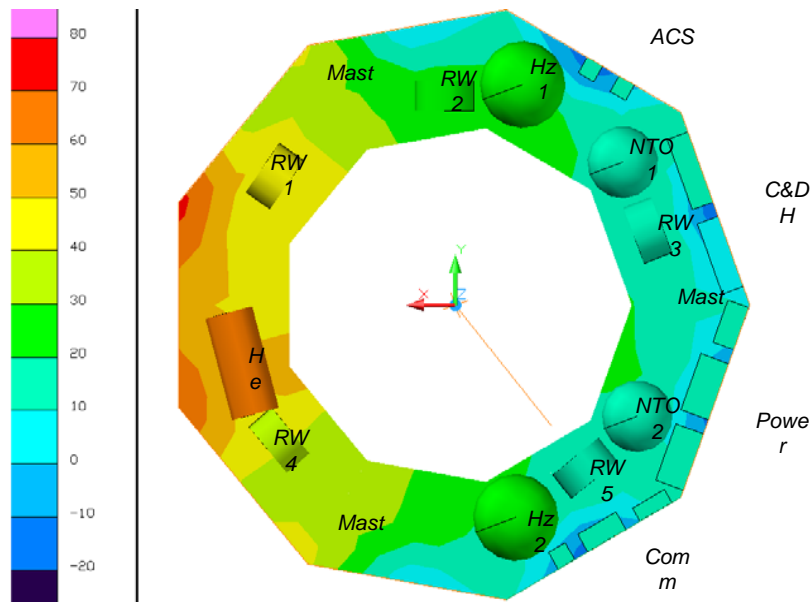 80
70
60
50
40
30
20
10
0
-10
-20
ACS
Mast
RW
2
Hz
1
RW
1
NTO
1
C&D
H
RW
3
Mast
Y
X
Z
H
e
RW
4
NTO
2
Powe
r
RW
5
Mast
Hz
2
Com
m